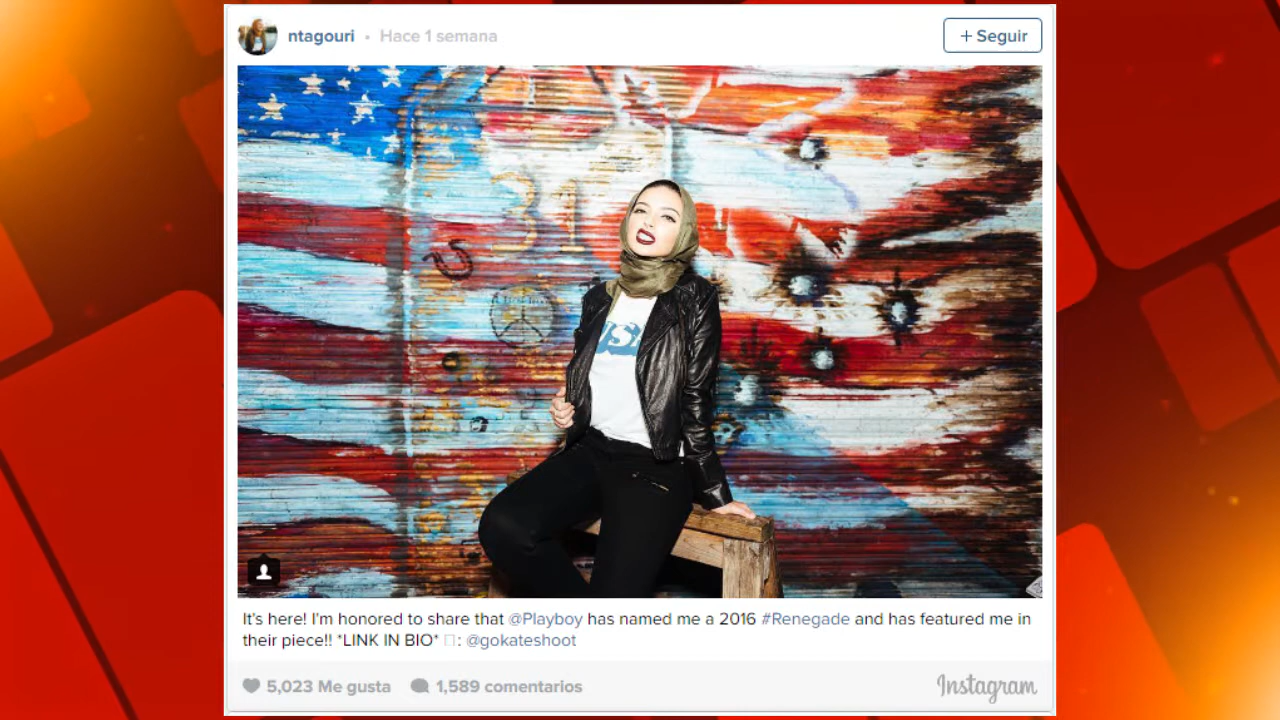 ntagouri • Hace 1 semana
+ Seguir
31
USA
It's here! I'm honored to share that @Playboy has named me a 2016 #Renegade and has featured me in
their piece!! *LINK IN BIO* : @gokateshoot
5,023 Me gusta 1,589 comentarios
Instagram